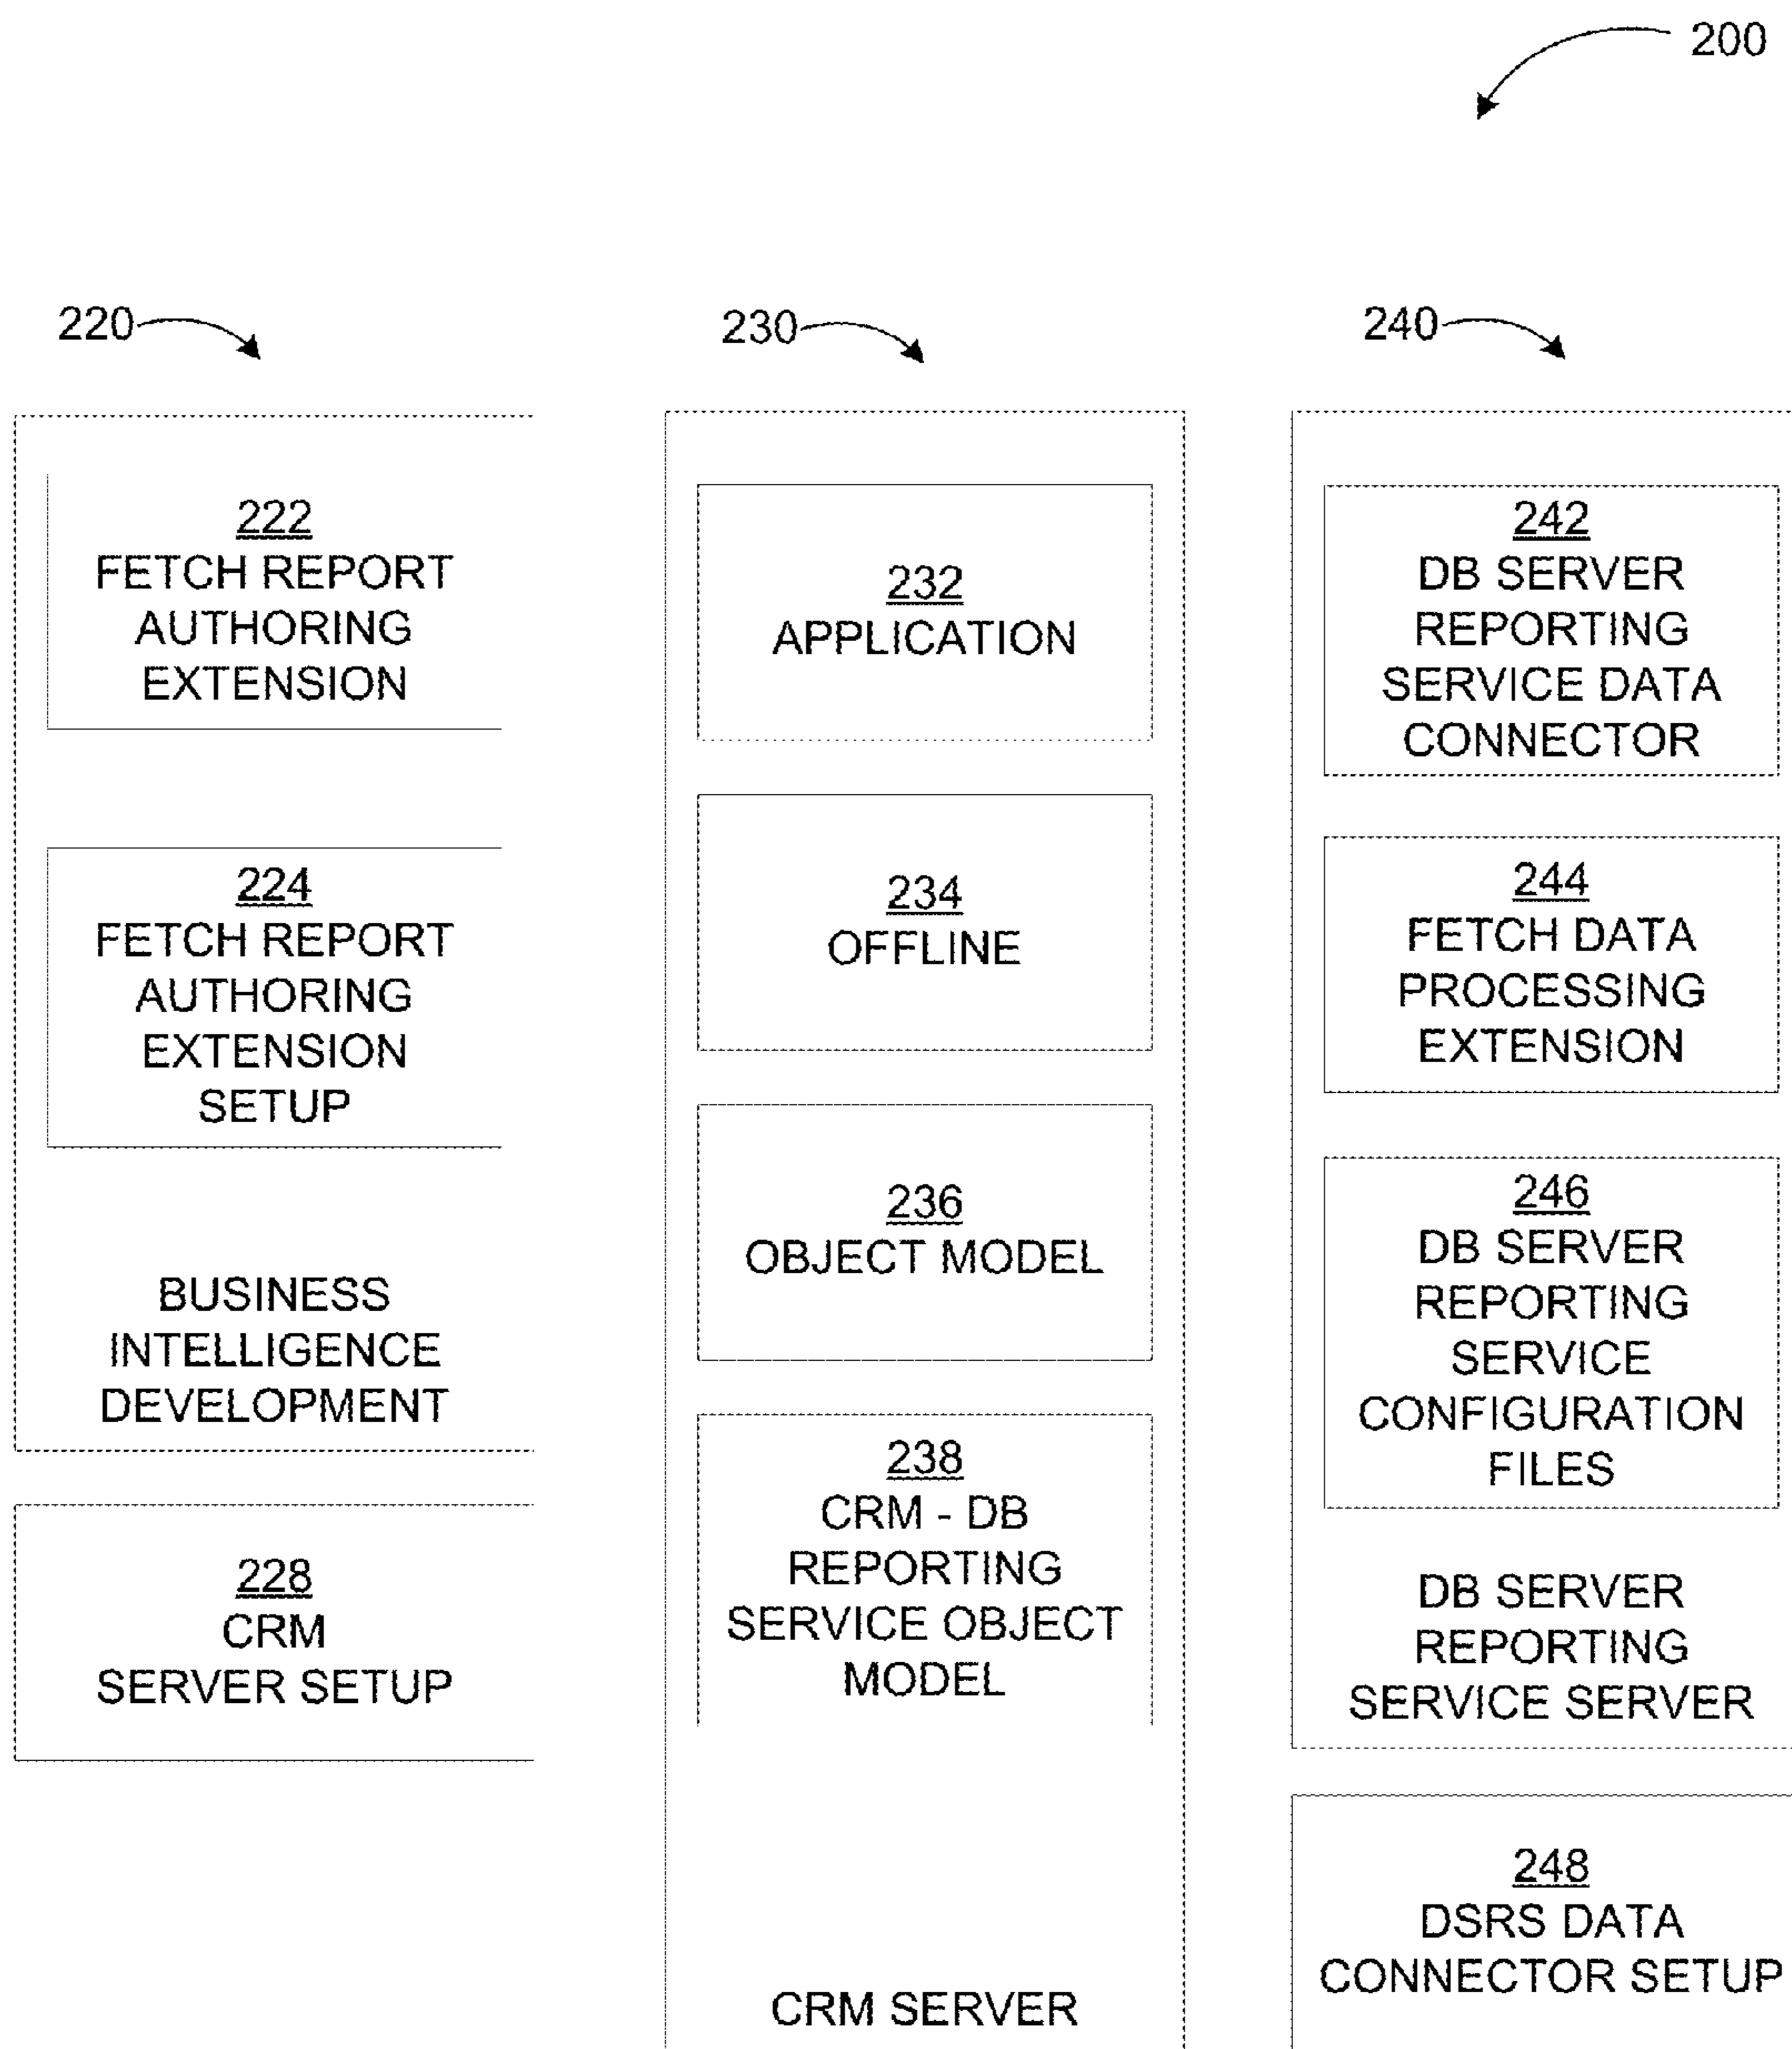 200
220
230
240
222
FETCH REPORT
AUTHORING
EXTENSION
224
FETCH REPORT
AUTHORING
EXTENSION
SETUP
BUSINESS
INTELLIGENCE
DEVELOPMENT
228
CRM
SERVER SETUP
232
APPLICATION
234
OFFLINE
236
OBJECT MODEL
238
CRM - DB
REPORTING
SERVICE OBJECT
MODEL
CRM SERVER
242
DB SERVER
REPORTING
SERVICE DATA
CONNECTOR
244
FETCH DATA
PROCESSING
EXTENSION
246
DB SERVER
REPORTING
SERVICE
CONFIGURATION
FILES
DB SERVER
REPORTING
SERVICE SERVER
248
DSRS DATA
CONNECTOR SETUP